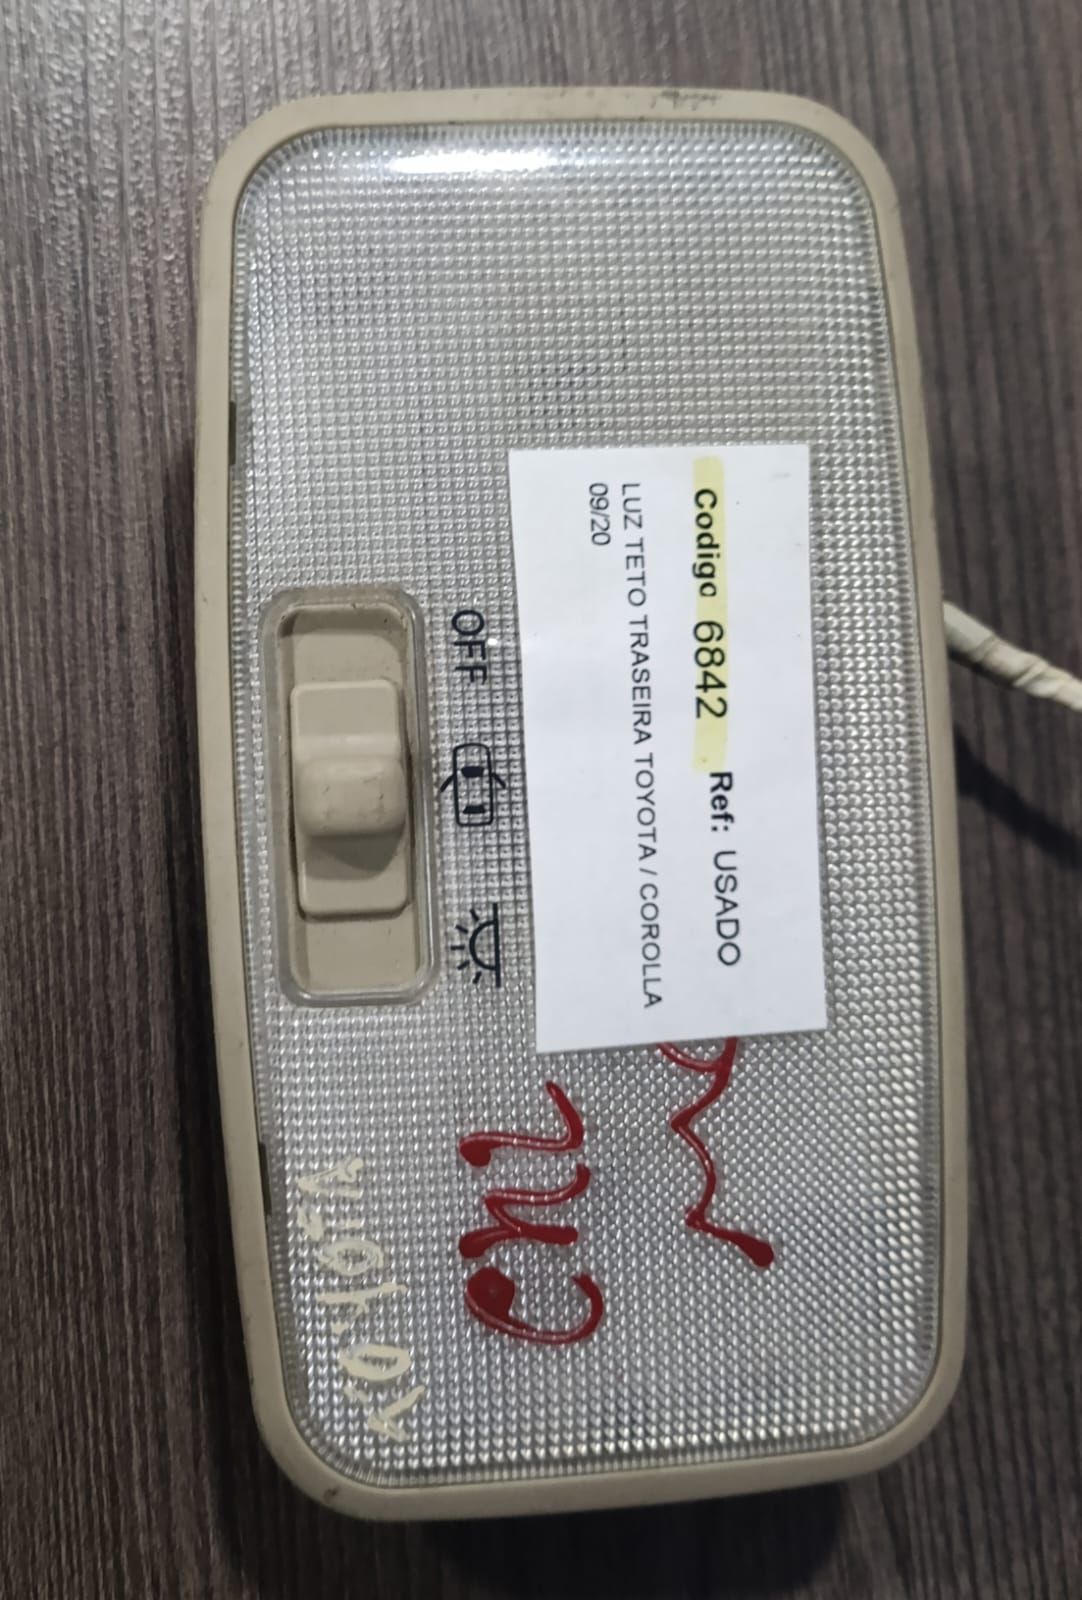 Codigo 6842 Ref: USADO
LUZ TETO TRASEIRA TOYOTA / COROLLA
09/20
OFF